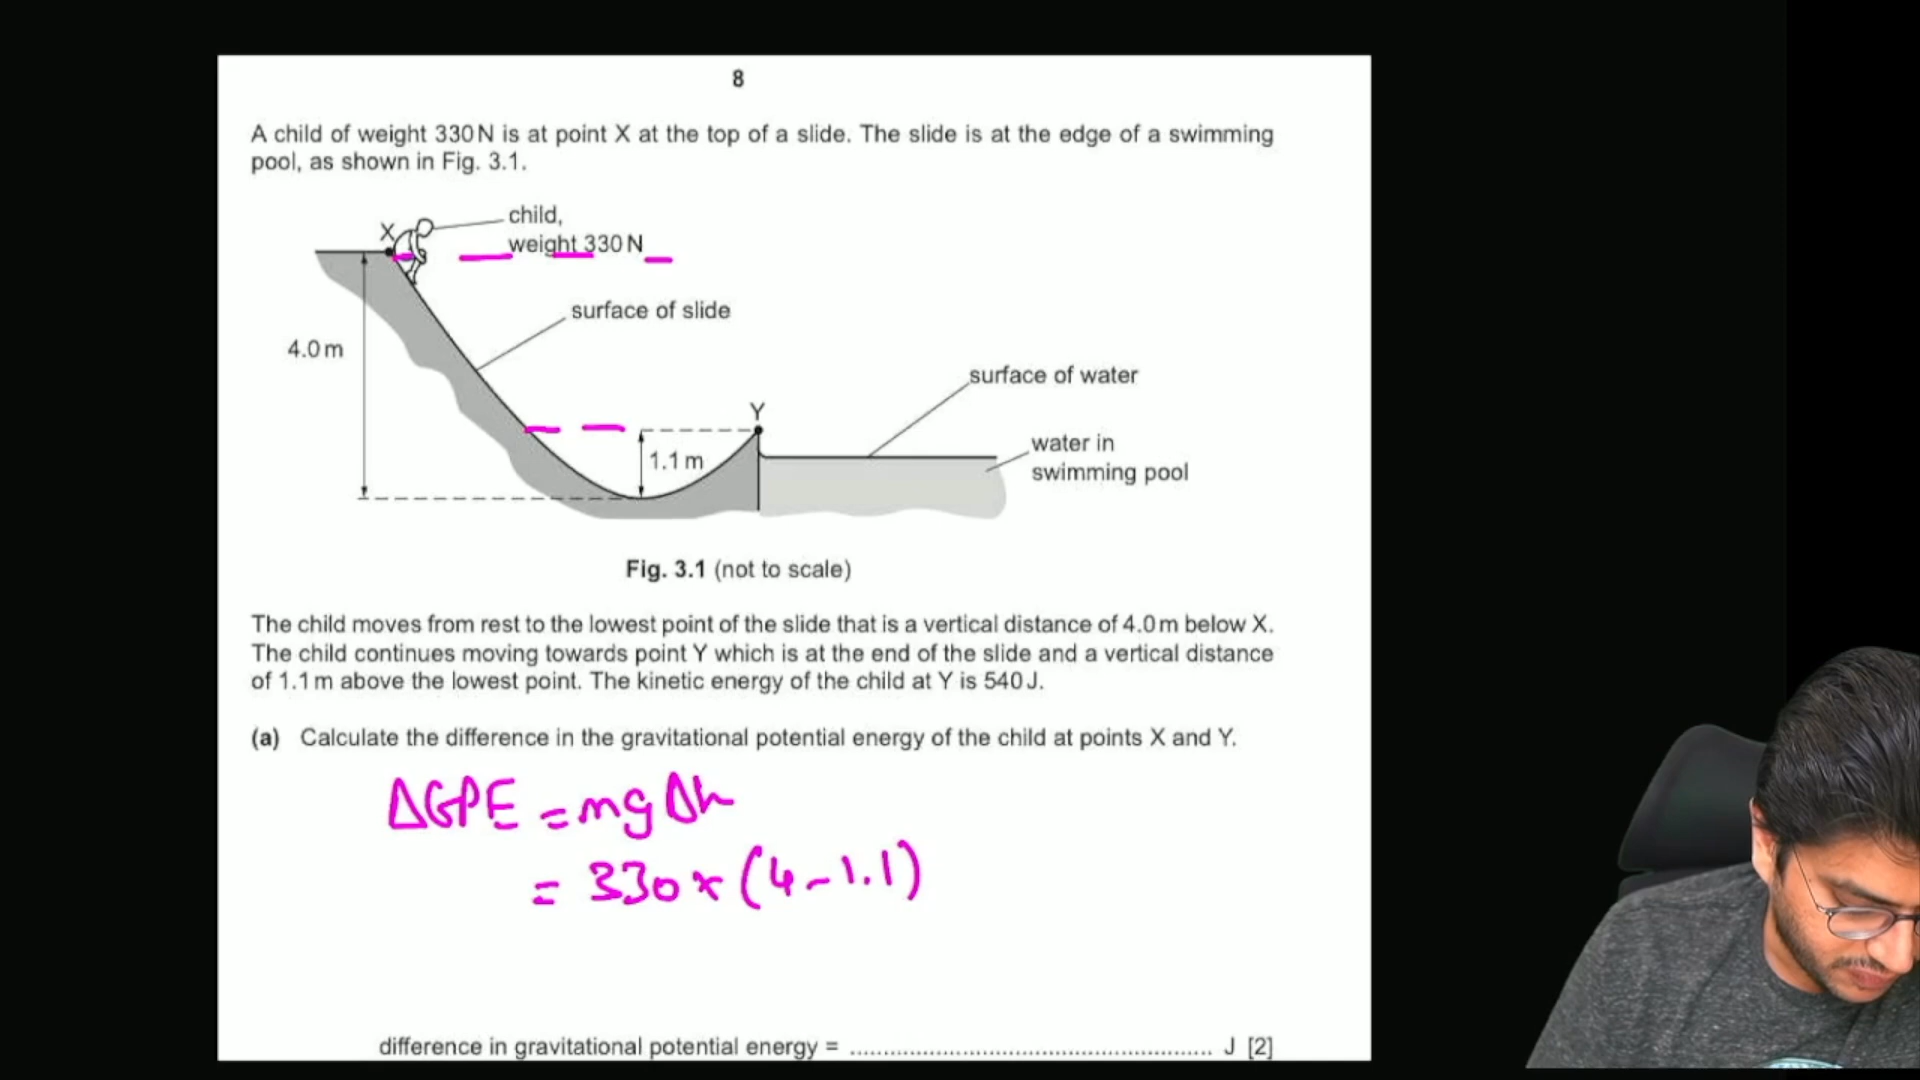 8
A child of weight 330 N is at point X at the top of a slide. The slide is at the edge of a swimming
pool, as shown in Fig. 3.1.
X
child,
weight 330 N
surface of slide
4.0 m
surface of water
Y
1.1 m
water in
swimming pool
Fig. 3.1 (not to scale)
The child moves from rest to the lowest point of the slide that is a vertical distance of 4.0 m below X.
The child continues moving towards point Y which is at the end of the slide and a vertical distance
of 1.1 m above the lowest point. The kinetic energy of the child at Y is 540 J.
(a) Calculate the difference in the gravitational potential energy of the child at points X and Y.
ΔGPE = mgΔh
= 330 × (4 - 1.1)
difference in gravitational potential energy = ...................................................... J [2]